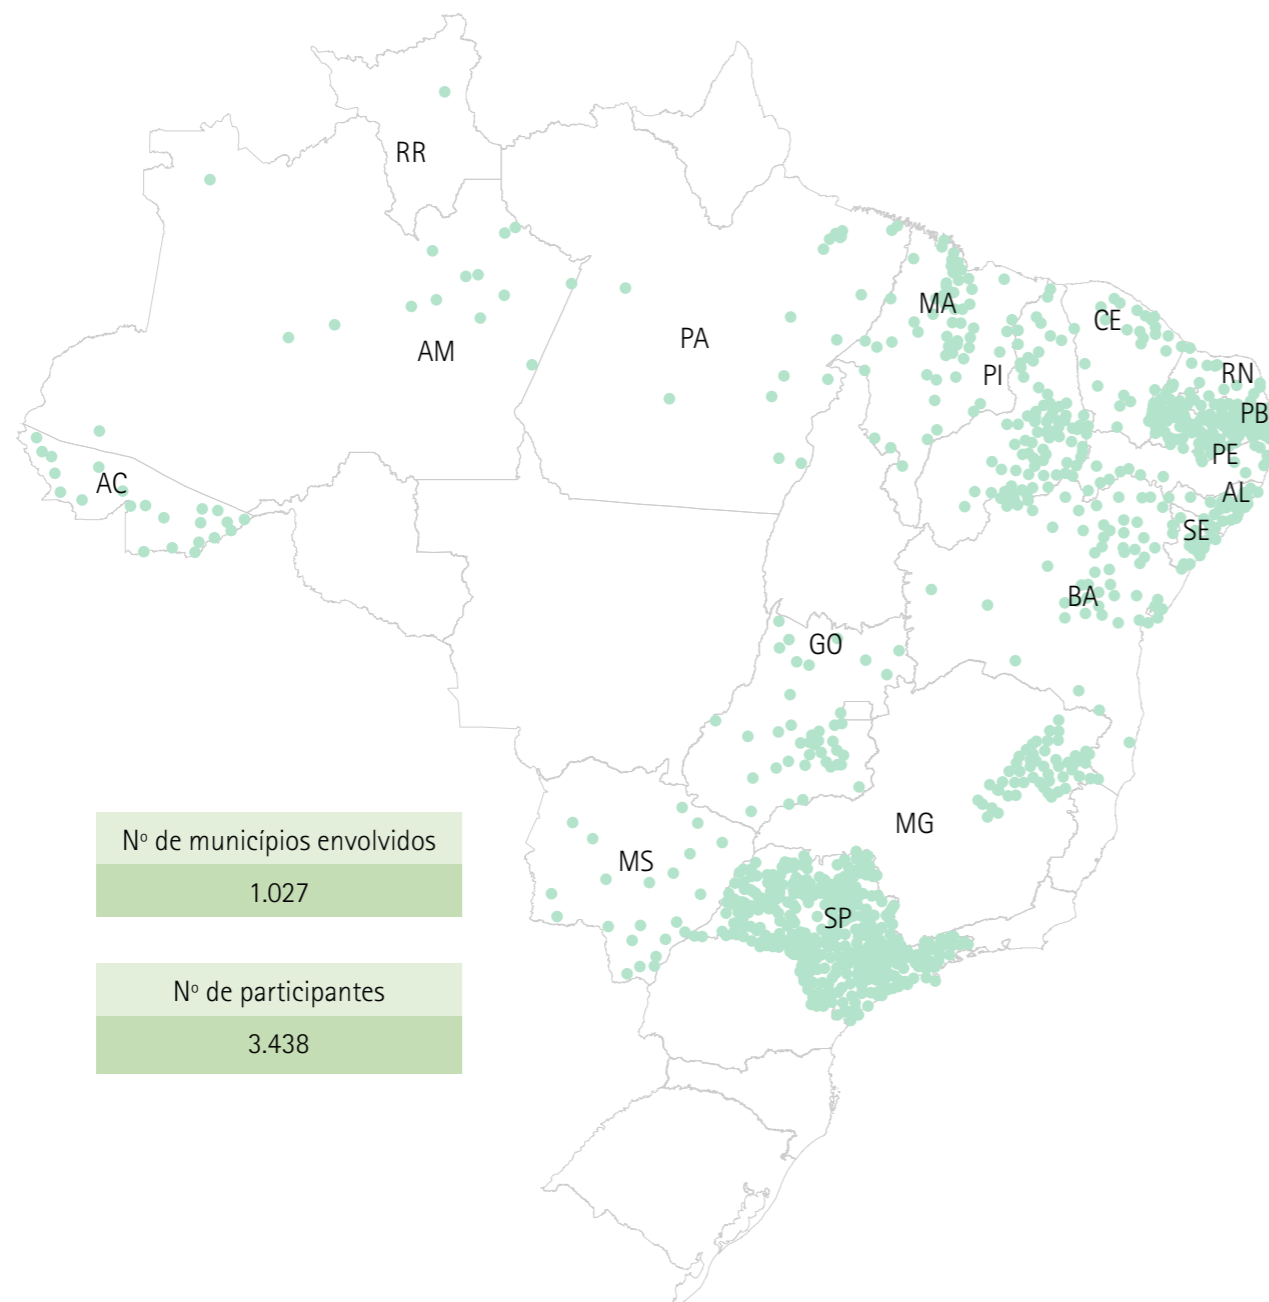 RR
AM
PA
MA
CE
PI
RN
PB
PE
AL
SE
AC
BA
GO
MG
MS
SP
Nº de municípios envolvidos
1.027
Nº de participantes
3.438